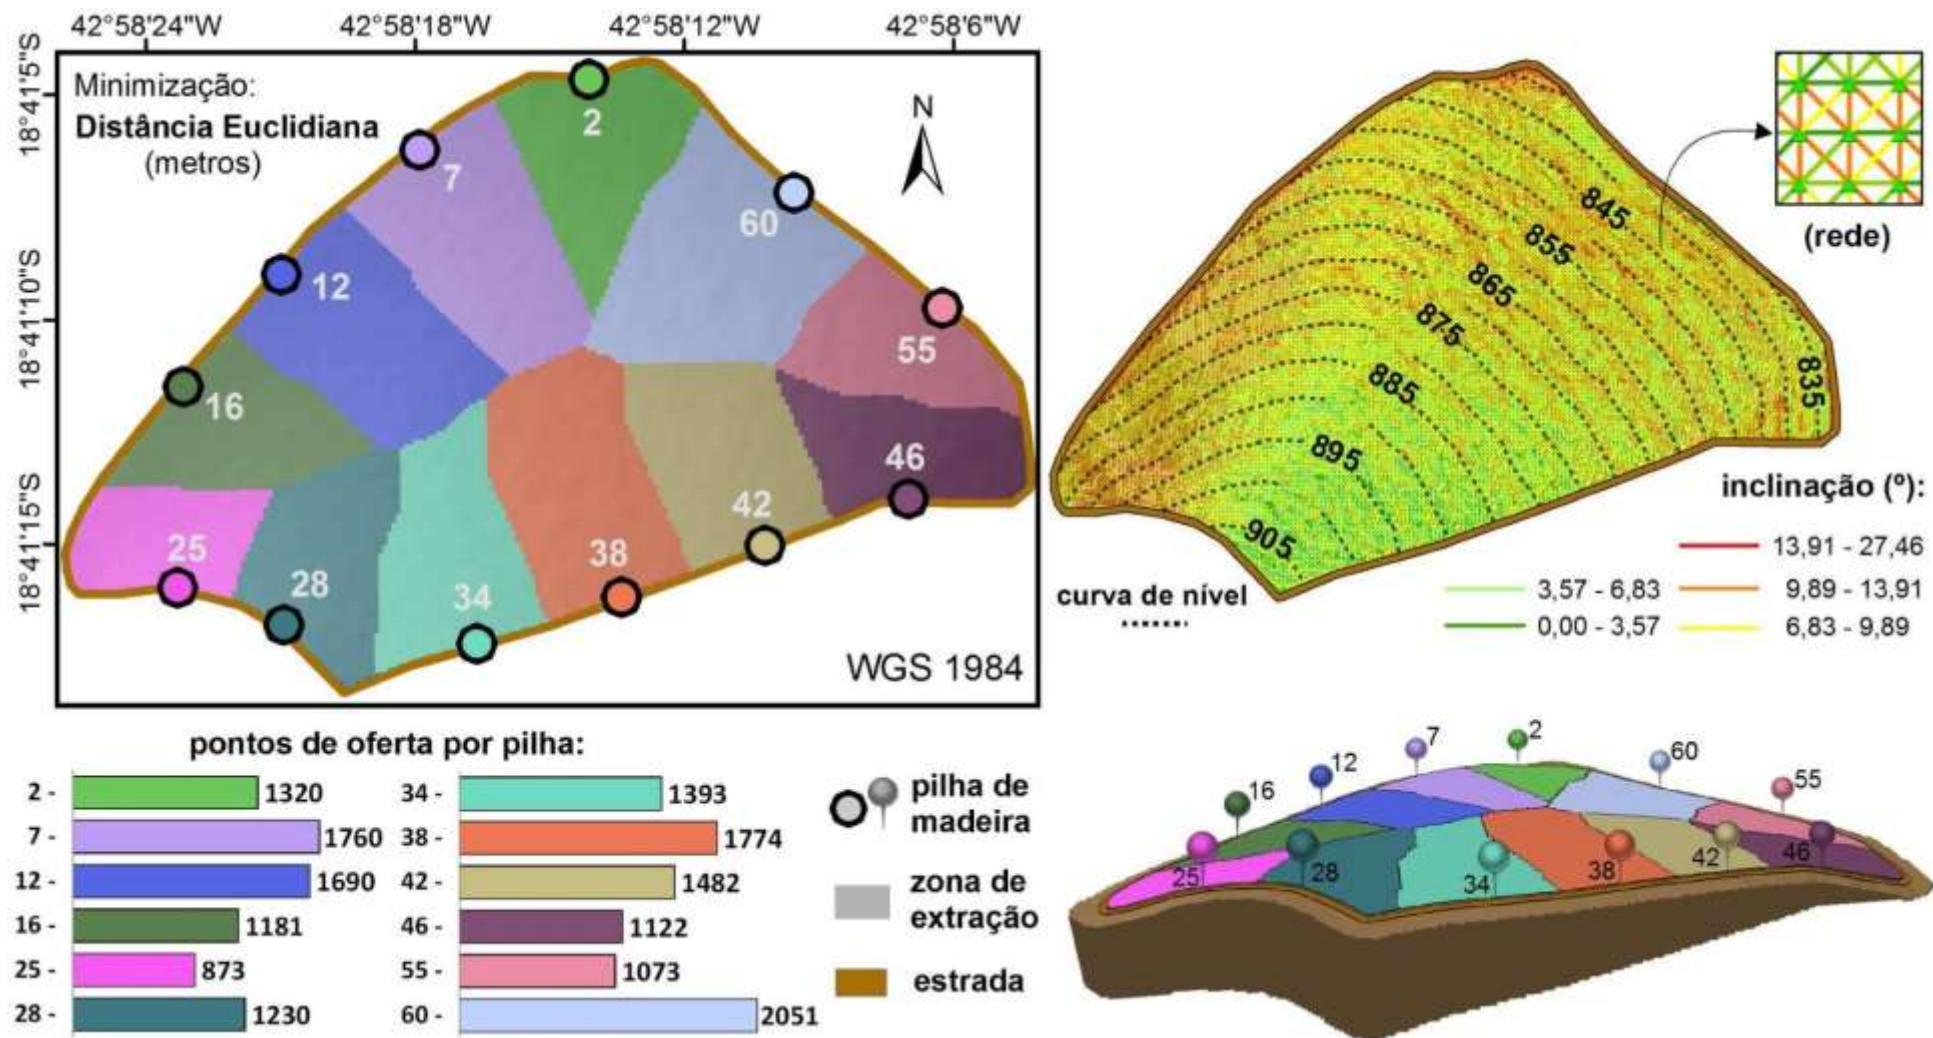 42°58'24"W 42°58'18"W 42°58'12"W 42°58'6"W
18°41'5"S
18°41'10"S
18°41'15"S
Minimização:
Distância Euclidiana
(metros)
N
2
7
60
12
55
16
46
42
25
38
28
34
WGS 1984
(rede)
845
855
865
875
885
895
905
835
inclinação (º):
13,91 - 27,46
3,57 - 6,83
9,89 - 13,91
0,00 - 3,57
6,83 - 9,89
curva de nível
pontos de oferta por pilha:
2 - 1320
7 - 1760
12 - 1690
16 - 1181
25 - 873
28 - 1230
34 - 1393
38 - 1774
42 - 1482
46 - 1122
55 - 1073
60 - 2051
pilha de
madeira
zona de
extração
estrada
2
7
60
12
55
16
25
28
34
38
42
46